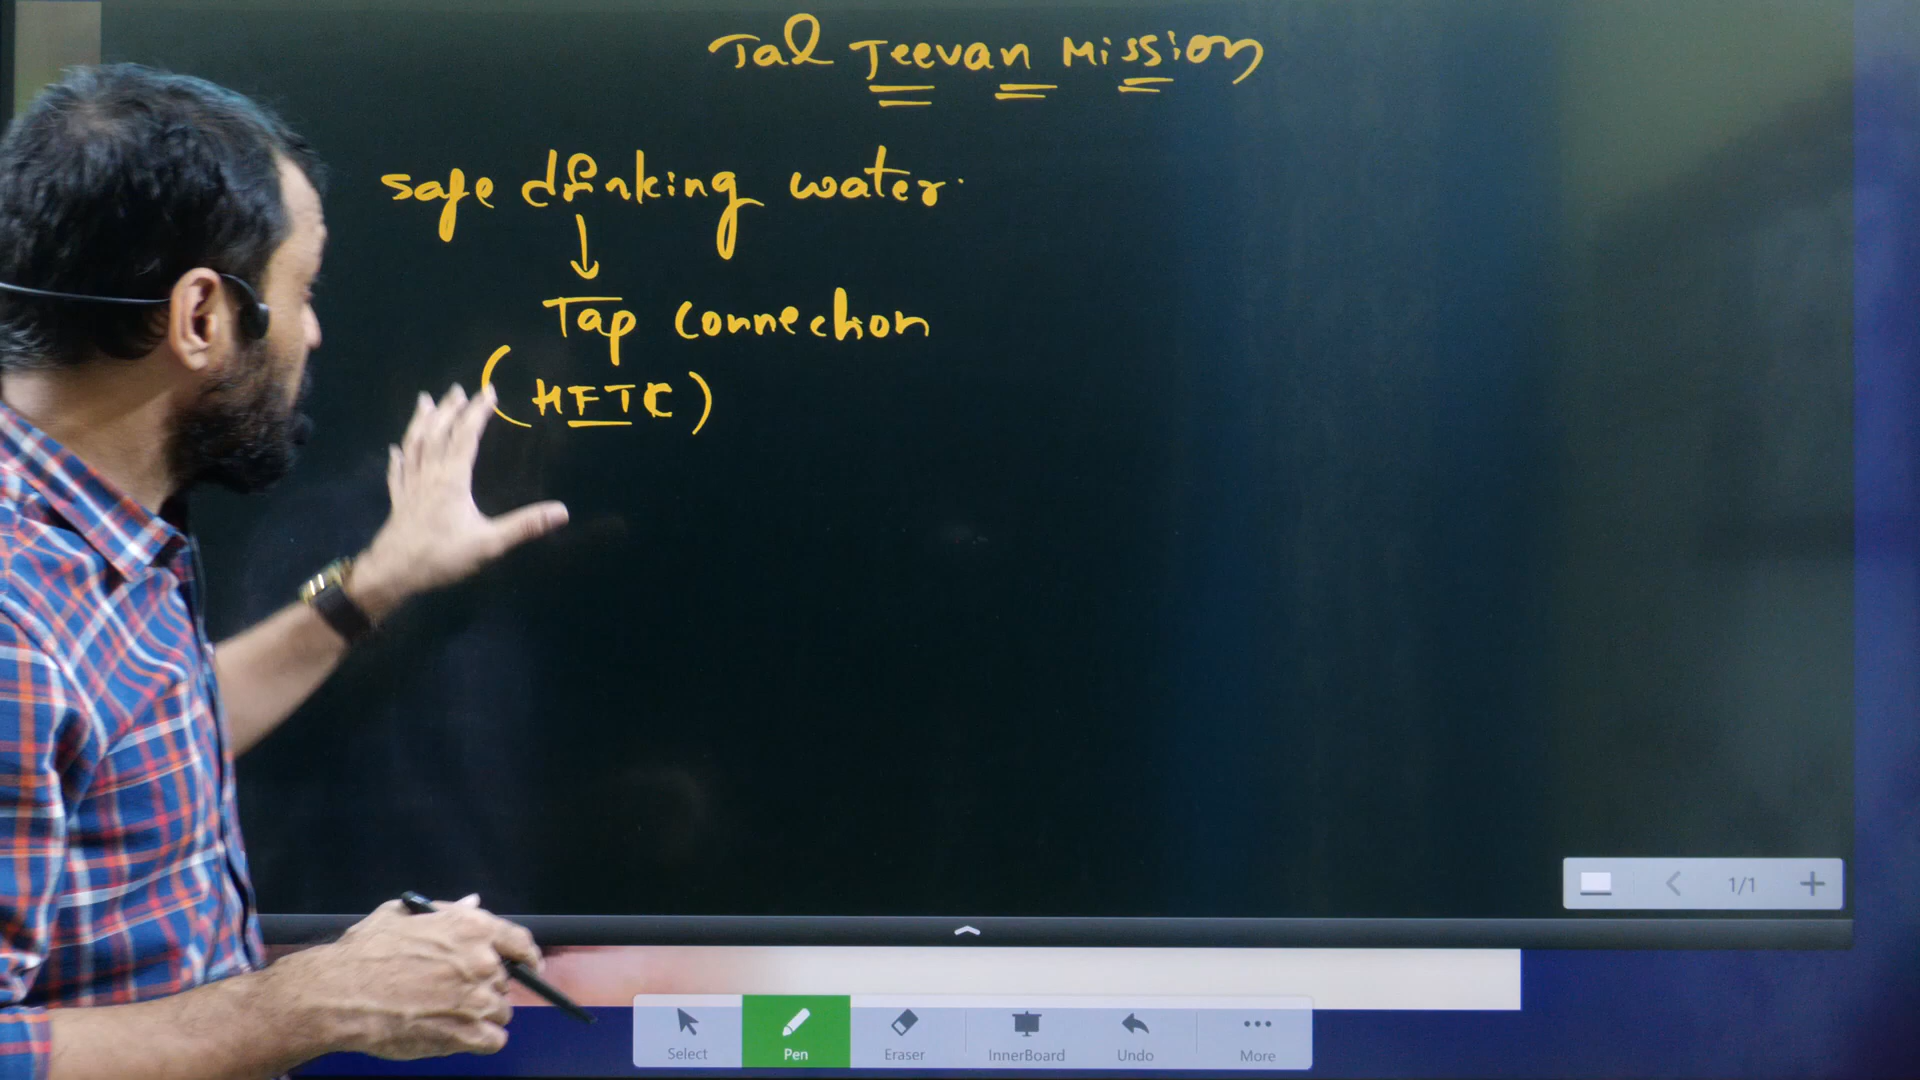 Jal Jeevan Mission
safe drinking water.
Tap connection
(HFTC)
1/1
Select
Pen
Eraser
InnerBoard
Undo
More